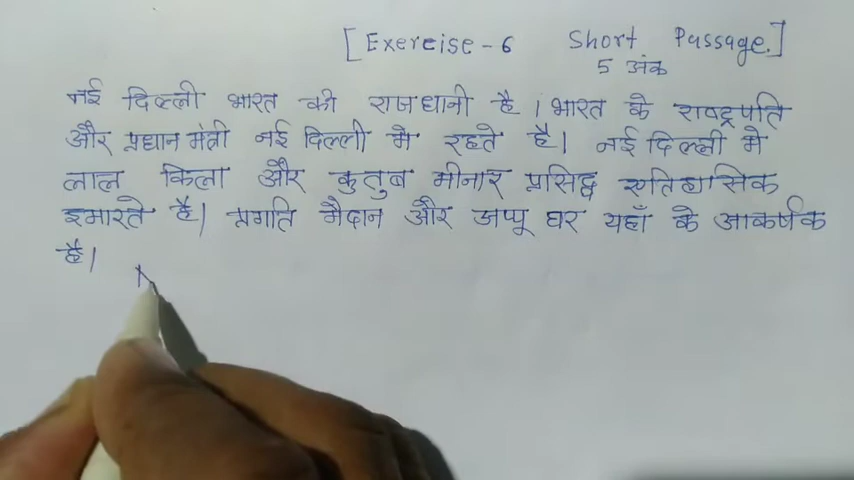 [Exercise-6 Short Passage.]
5 अंक
नई दिल्ली भारत की राजधानी है। भारत के राष्ट्रपति
और प्रधान मंत्री नई दिल्ली मे रहते है। नई दिल्ली मे
लाल किला और कुतुब मीनार प्रसिद्ध एतिहासिक
इमारते है। प्रगति मैदान और अप्पू घर यहाँ के आकर्षक
है।
N